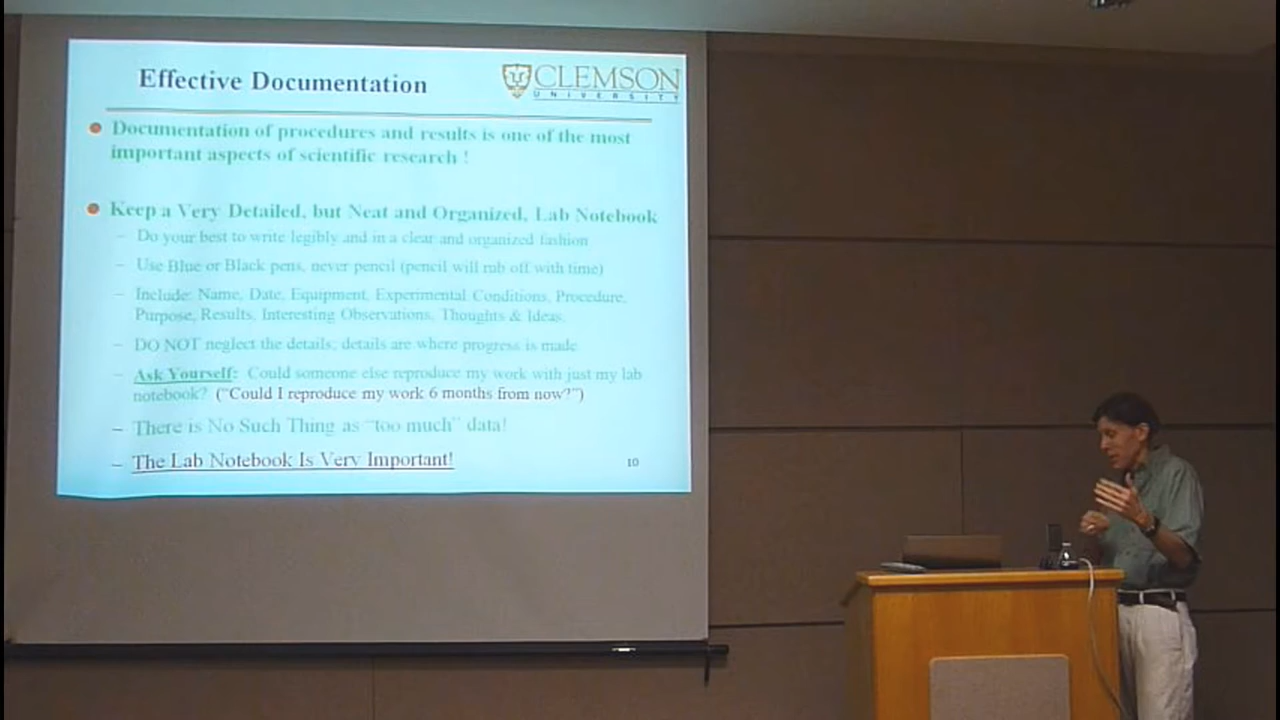 Effective Documentation
CLEMSON
UNIVERSITY
Documentation of procedures and results is one of the most
important aspects of scientific research !
Keep a Very Detailed, but Neat and Organized, Lab Notebook
– Do your best to write legibly and in a clear and organized fashion
– Use Blue or Black pens, never pencil (pencil will rub off with time)
– Include: Name, Date, Equipment, Experimental Conditions, Procedure,
Purpose, Results, Interesting Observations, Thoughts & Ideas,
– DO NOT neglect the details; details are where progress is made
– Ask Yourself: Could someone else reproduce my work with just my lab
notebook? ("Could I reproduce my work 6 months from now?")
– There is No Such Thing as "too much" data!
– The Lab Notebook Is Very Important!
10